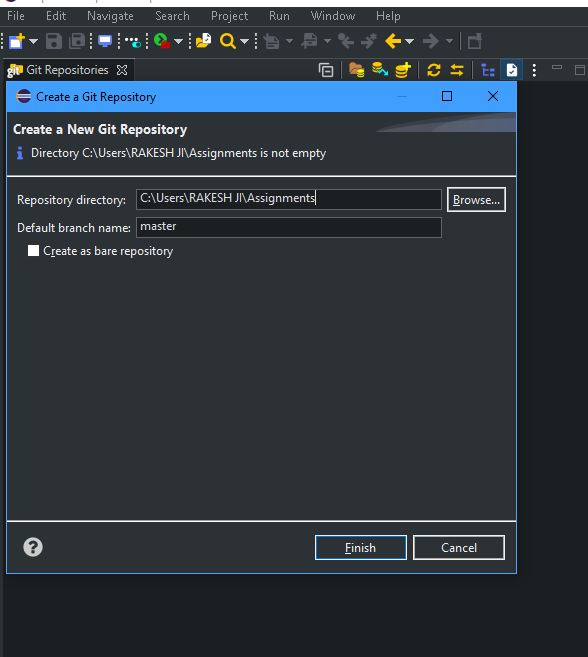 File Edit Navigate Search Project Run Window Help
git Git Repositories
Create a Git Repository
Create a New Git Repository
Directory C:\Users\RAKESH JI\Assignments is not empty
Repository directory: C:\Users\RAKESH JI\Assignments Browse...
Default branch name: master
Create as bare repository
? Finish Cancel